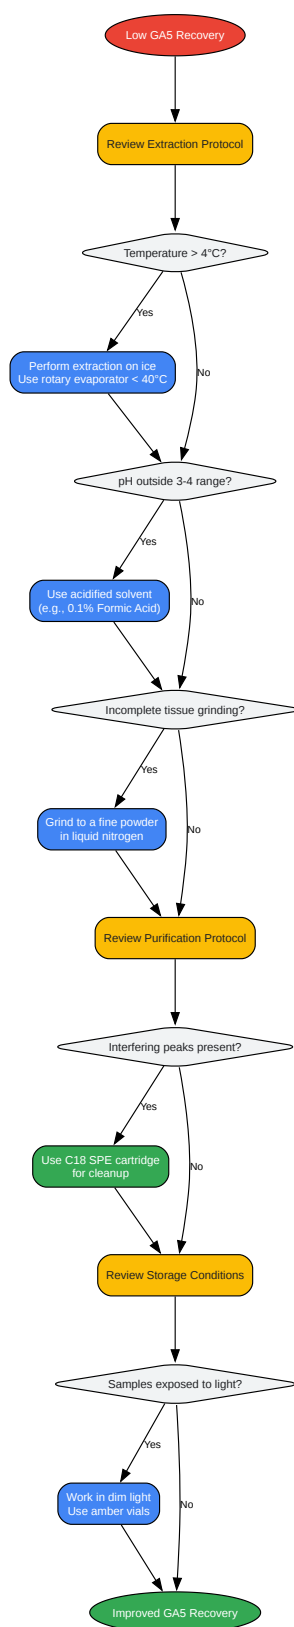 Low GA5 Recovery
Review Extraction Protocol
Temperature > 4°C?
Yes
Perform extraction on ice
Use rotary evaporator < 40°C
No
pH outside 3-4 range?
Yes
Use acidified solvent
(e.g., 0.1% Formic Acid)
No
Incomplete tissue grinding?
Yes
Grind to a fine powder
in liquid nitrogen
No
Review Purification Protocol
Interfering peaks present?
Yes
Use C18 SPE cartridge
for cleanup
No
Review Storage Conditions
Samples exposed to light?
Yes
Work in dim light
Use amber vials
No
Improved GA5 Recovery